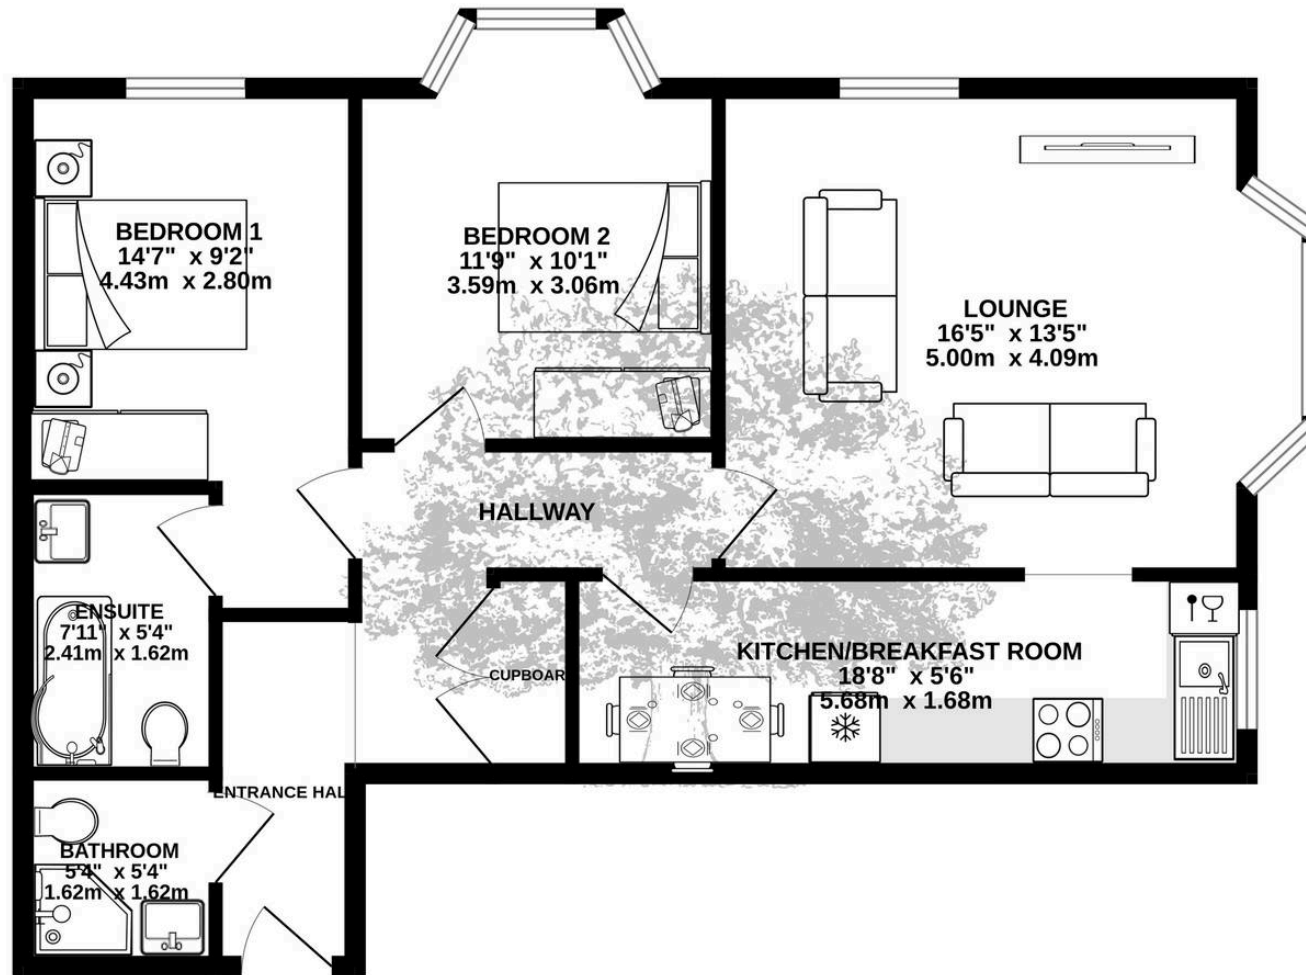 BEDROOM 1
14'7" x 9'2"
4.43m x 2.80m
BEDROOM 2
11'9" x 10'1"
3.59m x 3.06m
LOUNGE
16'5" x 13'5"
5.00m x 4.09m
HALLWAY
ENSUITE
7'11" x 5'4"
2.41m x 1.62m
KITCHEN/BREAKFAST ROOM
18'8" x 5'6"
5.68m x 1.68m
CUPBOAR
ENTRANCE HAL
BATHROOM
5'4" x 5'4"
1.62m x 1.62m